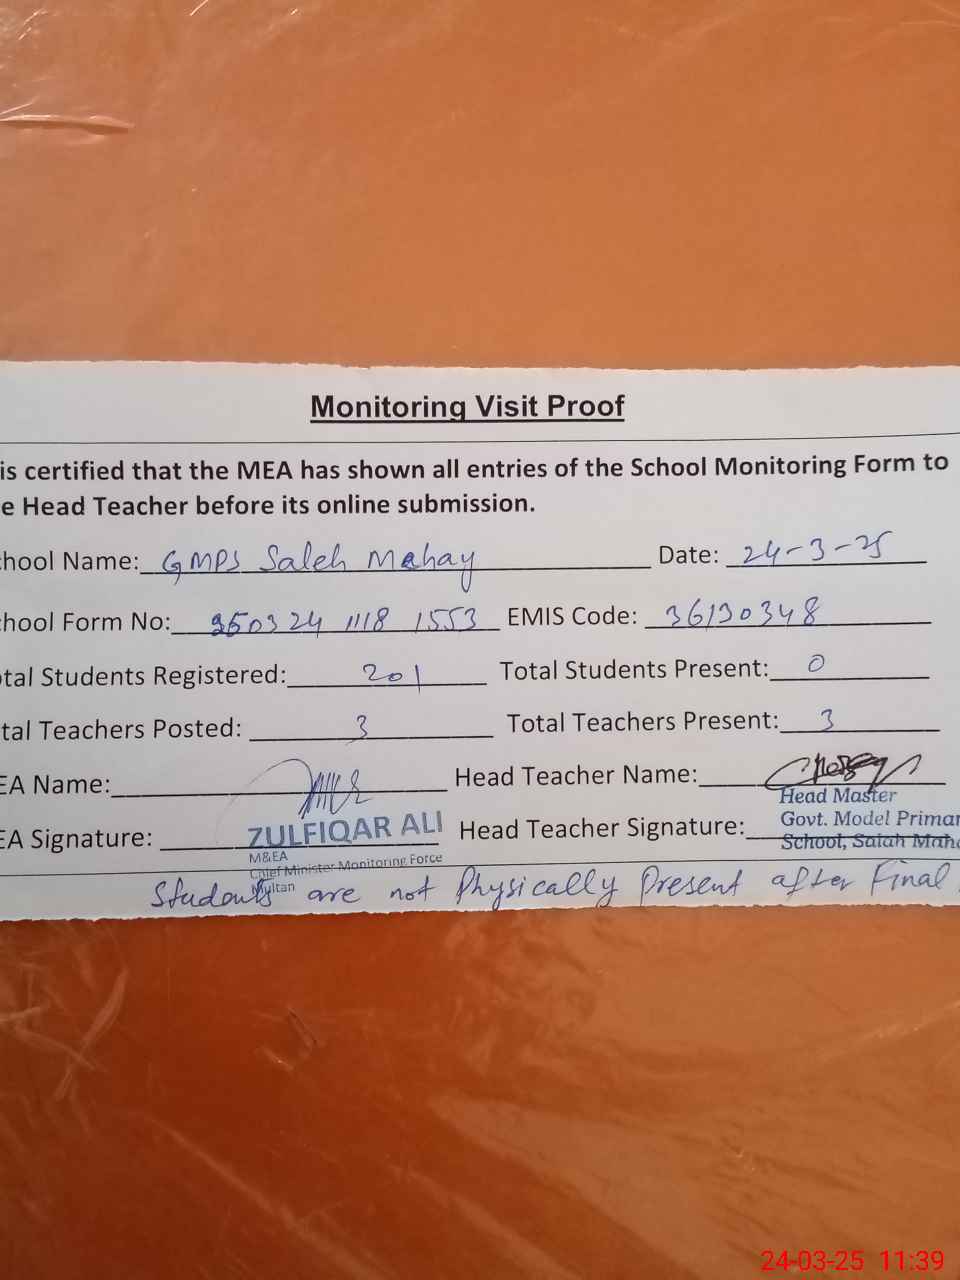 Monitoring Visit Proof
is certified that the MEA has shown all entries of the School Monitoring Form to
e Head Teacher before its online submission.
hool Name: GMPS Saleh Mahay Date: 24-3-25
hool Form No: 350324 1118 1553 EMIS Code: 36130348
tal Students Registered: 201 Total Students Present: 0
tal Teachers Posted: 3 Total Teachers Present: 3
EA Name: Head Teacher Name:
EA Signature: ZULFIQAR ALI Head Teacher Signature: Head Master
M&EA Govt. Model Primar
Chief Minister Monitoring Force School, Salah Maha
Multan
Students are not Physically Present after Final
24-03-25 11:39